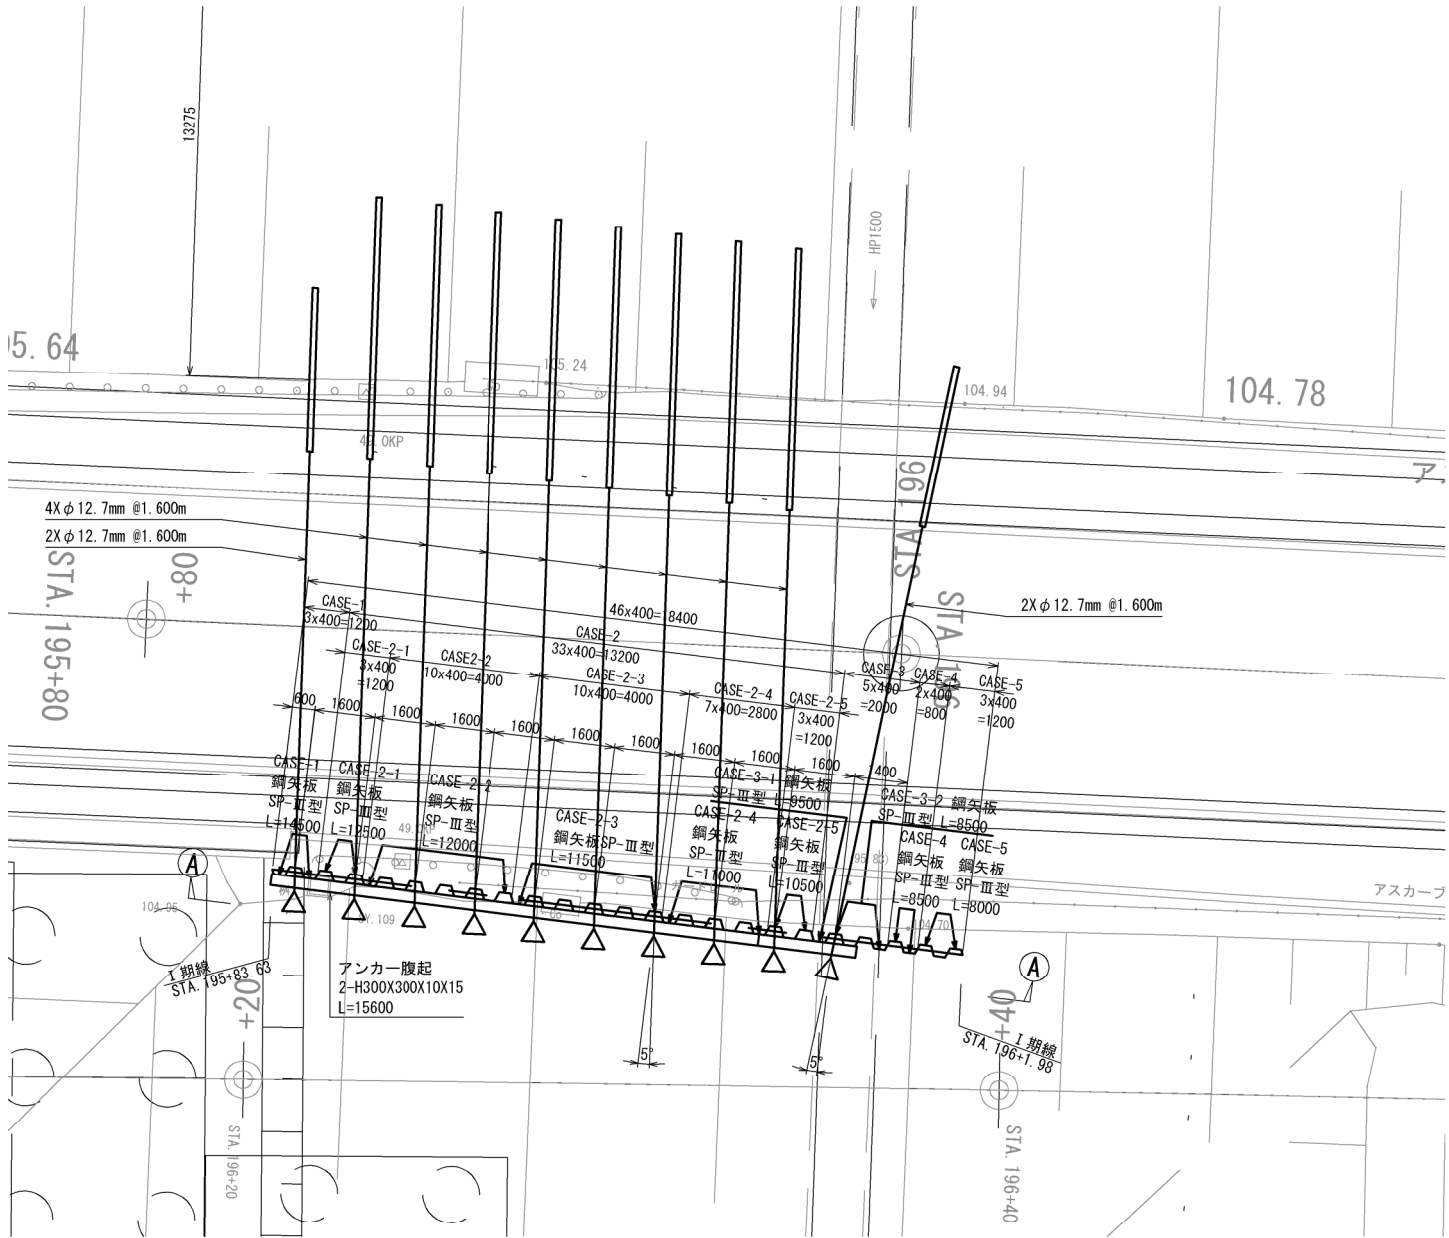 13275
HP1500
105.24
104.94
104.78
5.64
4Xφ12.7mm @1.600m
2Xφ12.7mm @1.600m
STA.196
+80
STA.195+80
STA.196
2Xφ12.7mm @1.600m
46x400=18400
CASE-1
3x400=1200
CASE-2
33x400=13200
CASE-2-1
3x400
=1200
CASE2-2
10x400=4000
CASE-2-3
10x400=4000
CASE-2-4
7x400=2800
CASE-2-5
3x400
=1200
CASE-3
5x400
=2000
CASE-4
2x400
=800
CASE-5
3x400
=1200
600
1600
1600
1600
1600
1600
1600
1600
1600
1600
1400
CASE-1
鋼矢板
SP-Ⅲ型
L=14500
CASE-2-1
鋼矢板
SP-Ⅲ型
L=12500
CASE-2-2
鋼矢板
SP-Ⅲ型
L=12000
CASE-2-3
鋼矢板SP-Ⅲ型
L=11500
CASE-3-1 鋼矢板
SP-Ⅲ型 L=9500
CASE-2-4
鋼矢板
SP-Ⅲ型
L=11000
CASE-2-5
鋼矢板
SP-Ⅲ型
L=10500
CASE-3-2 鋼矢板
SP-Ⅲ型 L=8500
CASE-4
鋼矢板
SP-Ⅲ型
L=8500
CASE-5
鋼矢板
SP-Ⅲ型
L=8000
アスカーブ
A
A
Ⅰ期線
STA.195+83.63
アンカー腹起
2-H300X300X10X15
L=15600
+20
+40
Ⅰ期線
STA.196+1.98
5°
5°
STA.196+20
STA.196+40